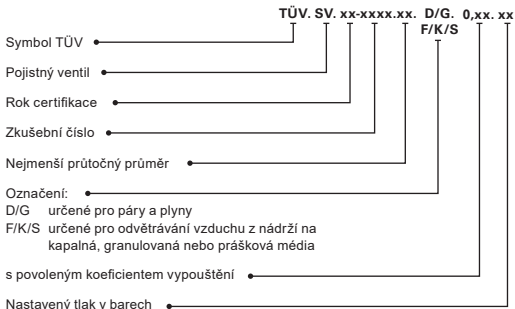 TÜV. SV. xx-xxxx.xx. D/G. 0,xx. xx
F/K/S
Symbol TÜV
Pojistný ventil
Rok certifikace
Zkušební číslo
Nejmenší průtočný průměr
Označení:
D/G určené pro páry a plyny
F/K/S určené pro odvětrávání vzduchu z nádrží na
kapalná, granulovaná nebo prášková média
s povoleným koeficientem vypouštění
Nastavený tlak v barech